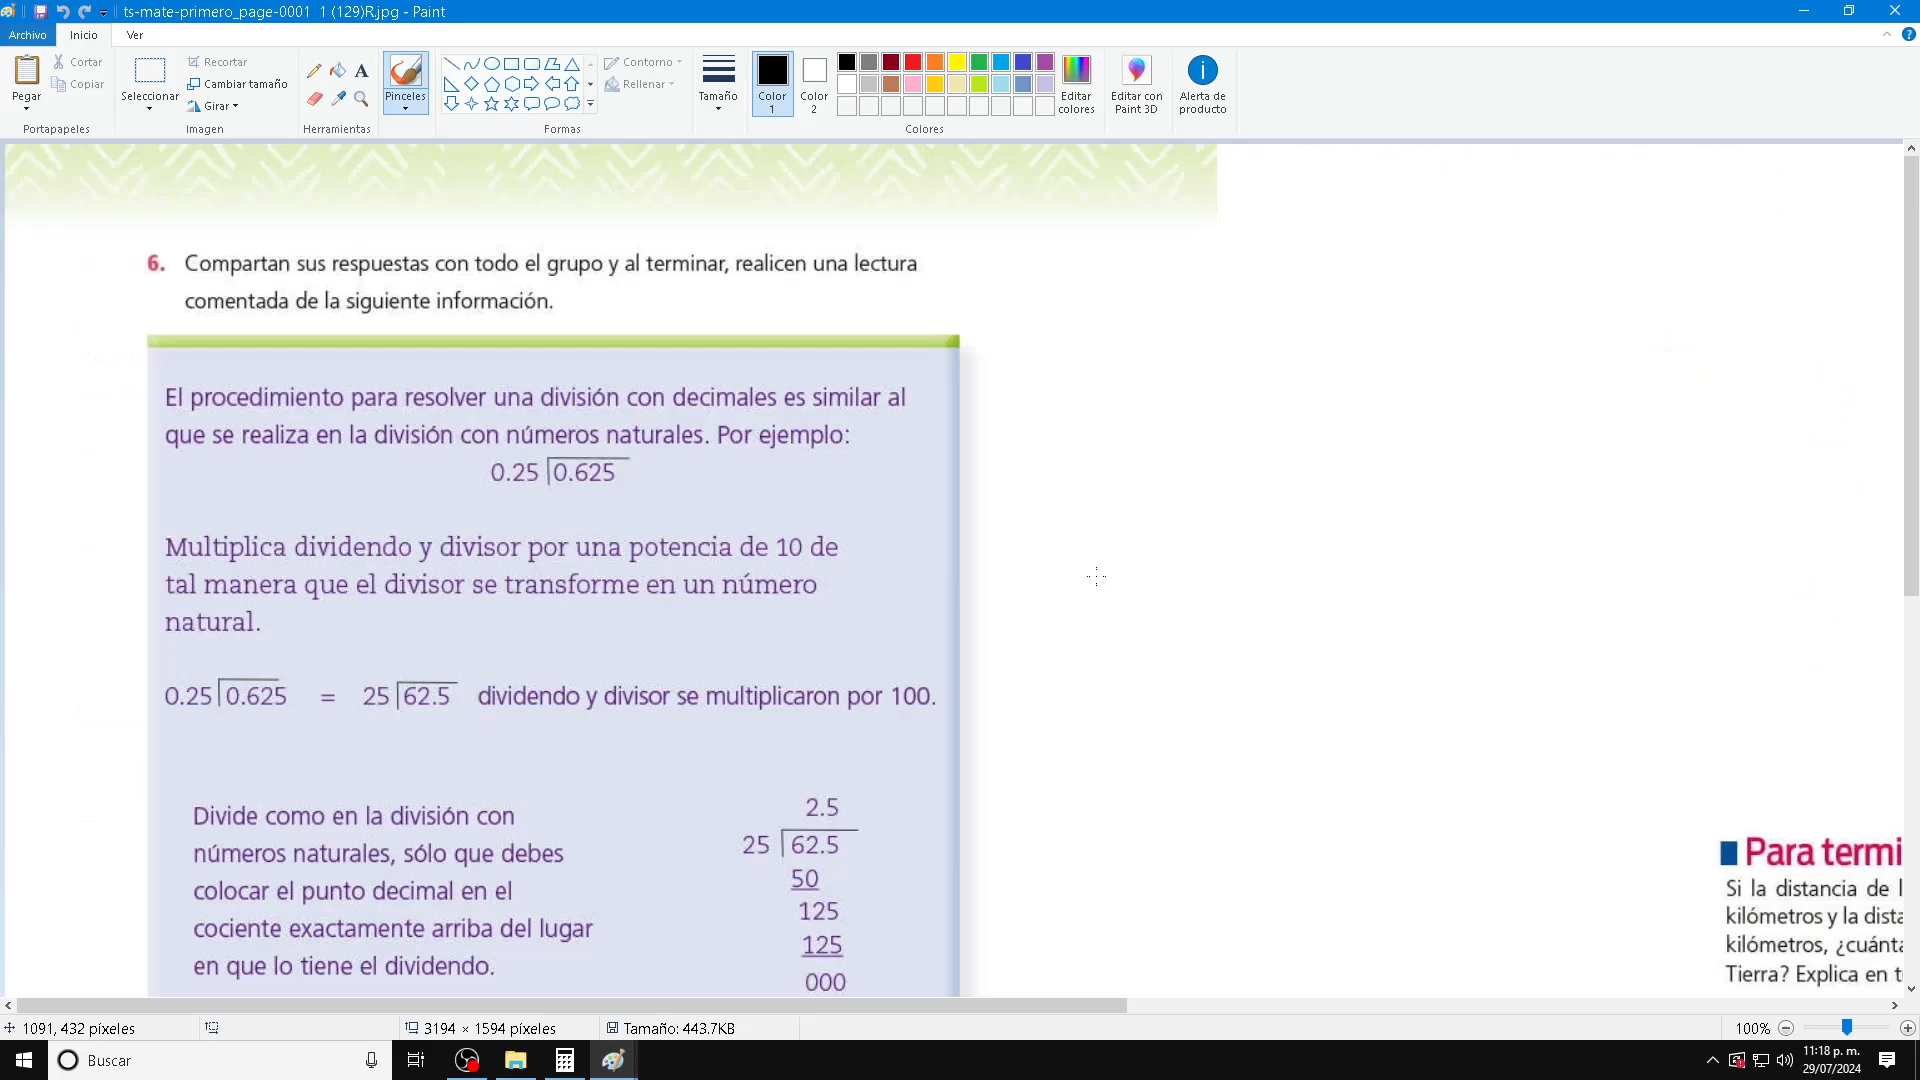 ts-mate-primero_page-0001 1 (129)R.jpg - Paint
Archivo Inicio Ver
Pegar
Cortar
Copiar
Portapapeles
Seleccionar
Recortar
Cambiar tamaño
Girar
Imagen
Herramientas
Pinceles
Contorno
Rellenar
Formas
Tamaño
Color 1
Color 2
Editar colores
Colores
Editar con Paint 3D
Alerta de producto
6. Compartan sus respuestas con todo el grupo y al terminar, realicen una lectura
comentada de la siguiente información.
El procedimiento para resolver una división con decimales es similar al
que se realiza en la división con números naturales. Por ejemplo:
0.25 0.625
Multiplica dividendo y divisor por una potencia de 10 de
tal manera que el divisor se transforme en un número
natural.
0.25 0.625 = 25 62.5 dividendo y divisor se multiplicaron por 100.
Divide como en la división con
números naturales, sólo que debes
colocar el punto decimal en el
cociente exactamente arriba del lugar
en que lo tiene el dividendo.
2.5
25 62.5
50
125
125
000
Para termi
Si la distancia de l
kilómetros y la dista
kilómetros, ¿cuánta
Tierra? Explica en t
1091, 432 píxeles
3194 × 1594 píxeles
Tamaño: 443.7KB
100%
Buscar
11:18 p. m.
29/07/2024